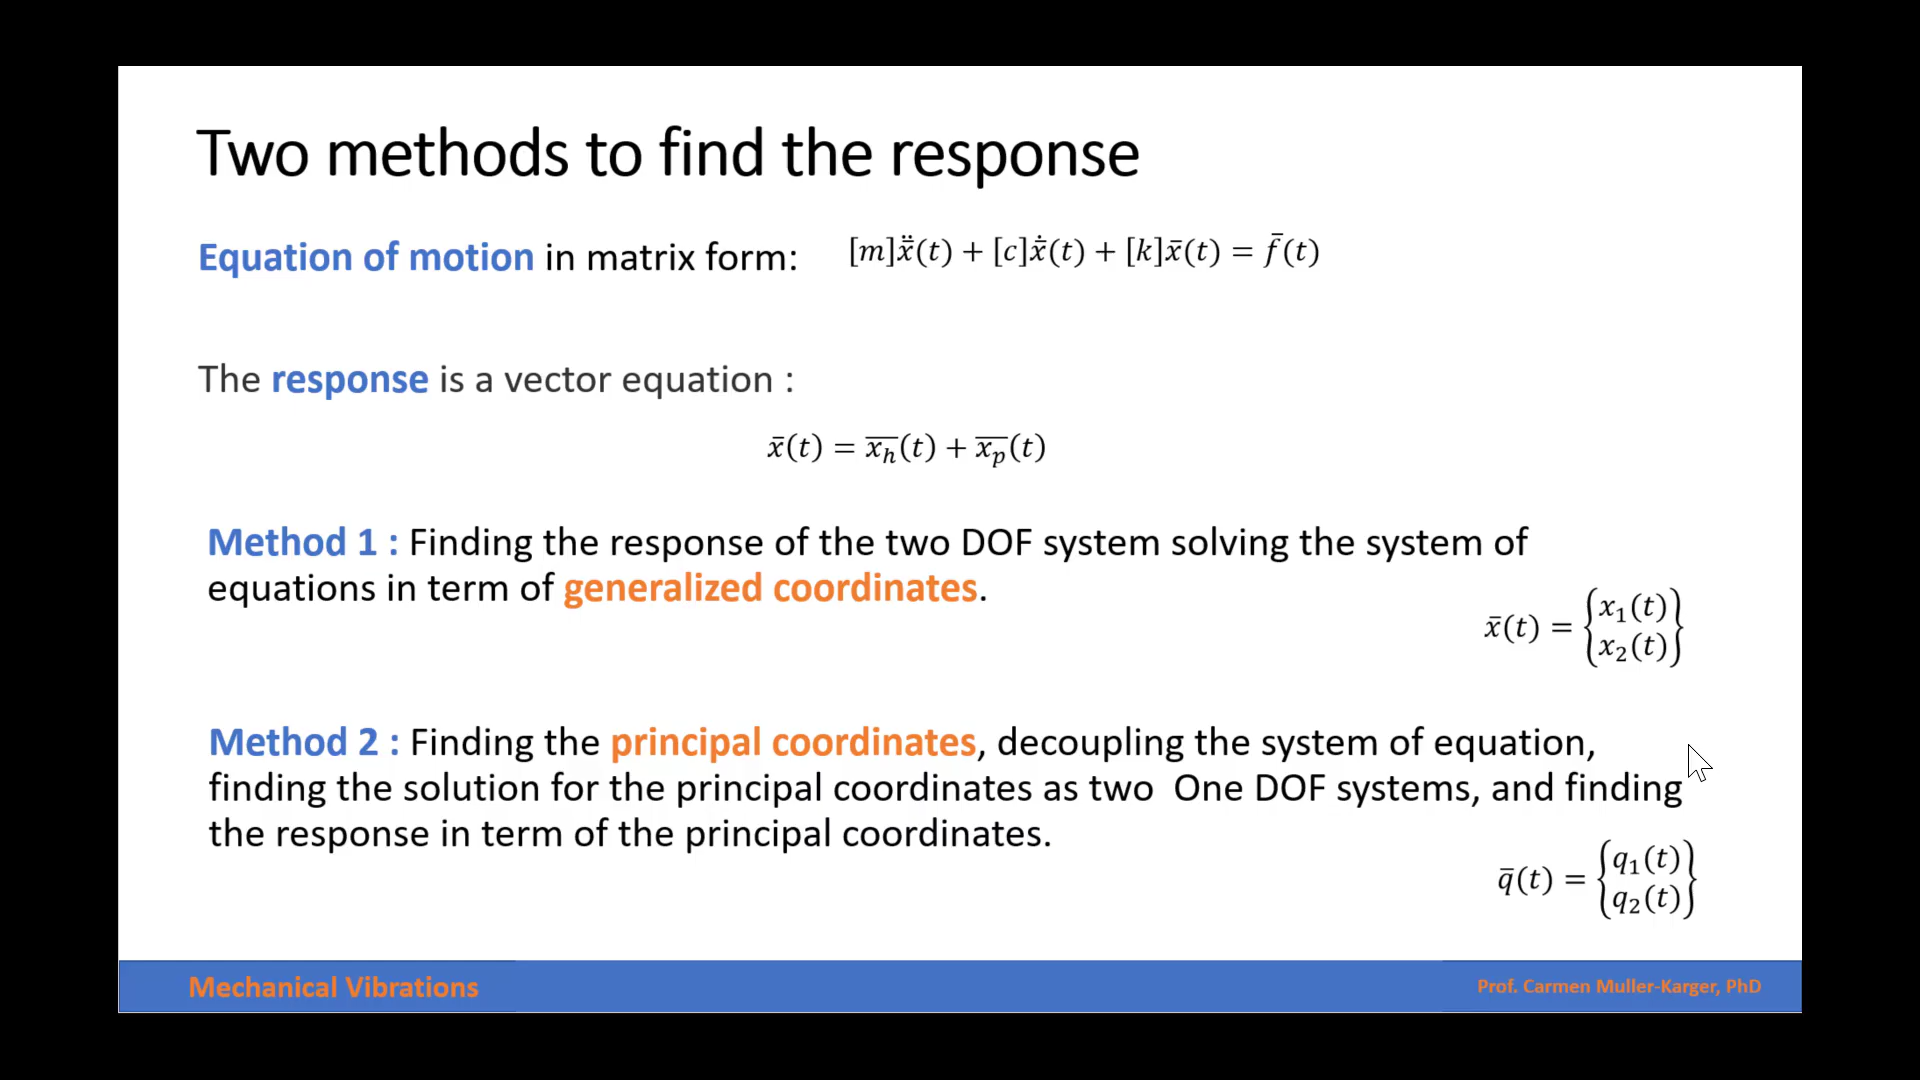 Two methods to find the response
Equation of motion in matrix form: [m]ẍ̄(t) + [c]ẋ̄(t) + [k]x̄(t) = f̄(t)
The response is a vector equation :
x̄(t) = x̅ₕ(t) + x̅ₚ(t)
Method 1 : Finding the response of the two DOF system solving the system of
equations in term of generalized coordinates.
x̄(t) = {x₁(t) x₂(t)}
Method 2 : Finding the principal coordinates, decoupling the system of equation,
finding the solution for the principal coordinates as two One DOF systems, and finding
the response in term of the principal coordinates.
q̄(t) = {q₁(t) q₂(t)}
Mechanical Vibrations
Prof. Carmen Muller-Karger, PhD